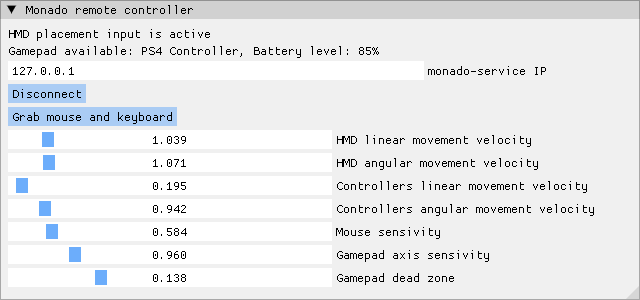 Monado remote controller
HMD placement input is active
Gamepad available: PS4 Controller, Battery level: 85%
127.0.0.1 monado-service IP
Disconnect
Grab mouse and keyboard
1.039 HMD linear movement velocity
1.071 HMD angular movement velocity
0.195 Controllers linear movement velocity
0.942 Controllers angular movement velocity
0.584 Mouse sensivity
0.960 Gamepad axis sensivity
0.138 Gamepad dead zone